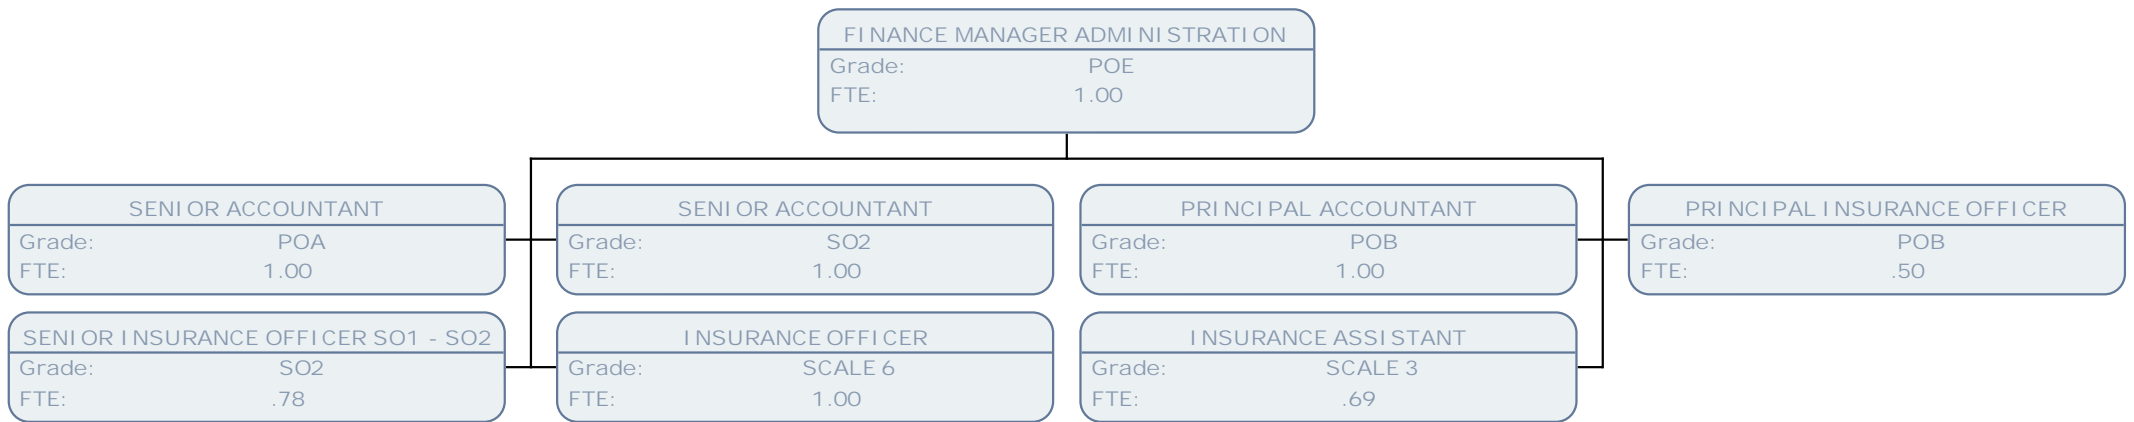 FINANCE MANAGER ADMINISTRATION
Grade: POE
FTE: 1.00
SENIOR ACCOUNTANT
Grade: POA
FTE: 1.00
SENIOR ACCOUNTANT
Grade: SO2
FTE: 1.00
PRINCIPAL ACCOUNTANT
Grade: POB
FTE: 1.00
PRINCIPAL INSURANCE OFFICER
Grade: POB
FTE: .50
SENIOR INSURANCE OFFICER SO1 - SO2
Grade: SO2
FTE: .78
INSURANCE OFFICER
Grade: SCALE 6
FTE: 1.00
INSURANCE ASSISTANT
Grade: SCALE 3
FTE: .69